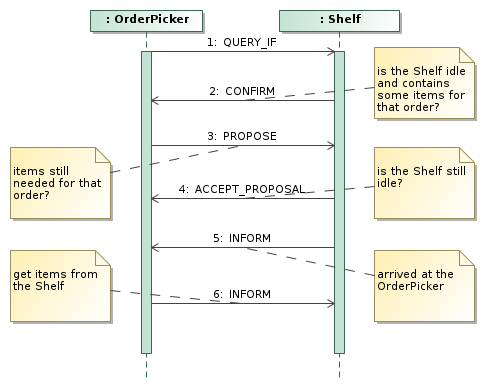 : OrderPicker
: Shelf
1: QUERY_IF
is the Shelf idle
and contains
some items for
that order?
2: CONFIRM
3: PROPOSE
items still
needed for that
order?
is the Shelf still
idle?
4: ACCEPT_PROPOSAL
5: INFORM
get items from
the Shelf
arrived at the
OrderPicker
6: INFORM